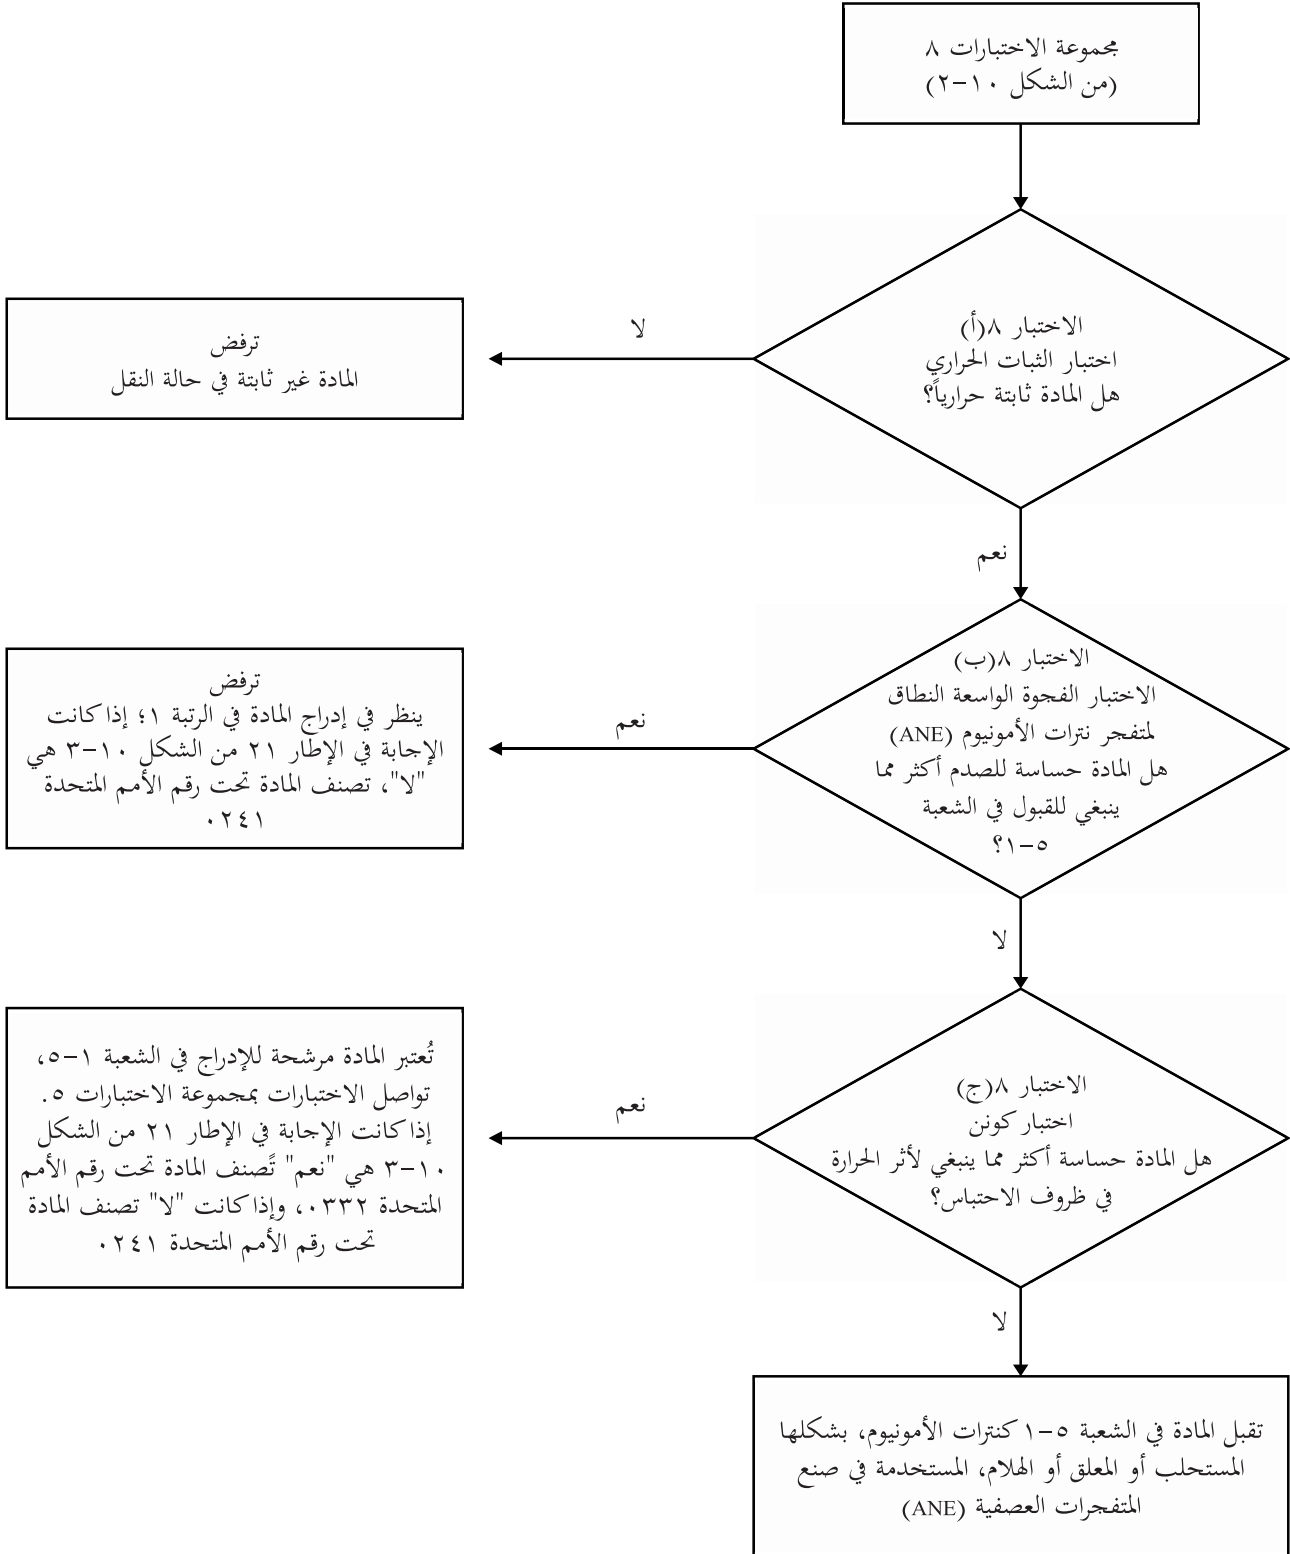 مجموعة الاختبارات ٨
(من الشكل ١٠-٢)
الاختبار ٨(أ)
اختبار الثبات الحراري
هل المادة ثابتة حرارياً؟
لا
ترفض
المادة غير ثابتة في حالة النقل
نعم
الاختبار ٨(ب)
الاختبار الفجوة الواسعة النطاق
لمتفجر نترات الأمونيوم (ANE)
هل المادة حساسة للصدم أكثر مما
ينبغي للقبول في الشعبة
٥-١؟
نعم
ترفض
ينظر في إدراج المادة في الرتبة ١؛ إذا كانت
الإجابة في الإطار ٢١ من الشكل ١٠-٣ هي
"لا"، تصنف المادة تحت رقم الأمم المتحدة
٠٢٤١
لا
الاختبار ٨(ج)
اختبار كونن
هل المادة حساسة أكثر مما ينبغي لأثر الحرارة
في ظروف الاحتباس؟
نعم
تُعتبر المادة مرشحة للإدراج في الشعبة ١-٥،
تواصل الاختبارات بمجموعة الاختبارات ٥.
إذا كانت الإجابة في الإطار ٢١ من الشكل
١٠-٣ هي "نعم" تًصنف المادة تحت رقم الأمم
المتحدة ٠٣٣٢، وإذا كانت "لا" تصنف المادة
تحت رقم الأمم المتحدة ٠٢٤١
لا
تقبل المادة في الشعبة ٥-١ كنترات الأمونيوم، بشكلها
المستحلب أو المعلق أو الهلام، المستخدمة في صنع
المتفجرات العصفية (ANE)